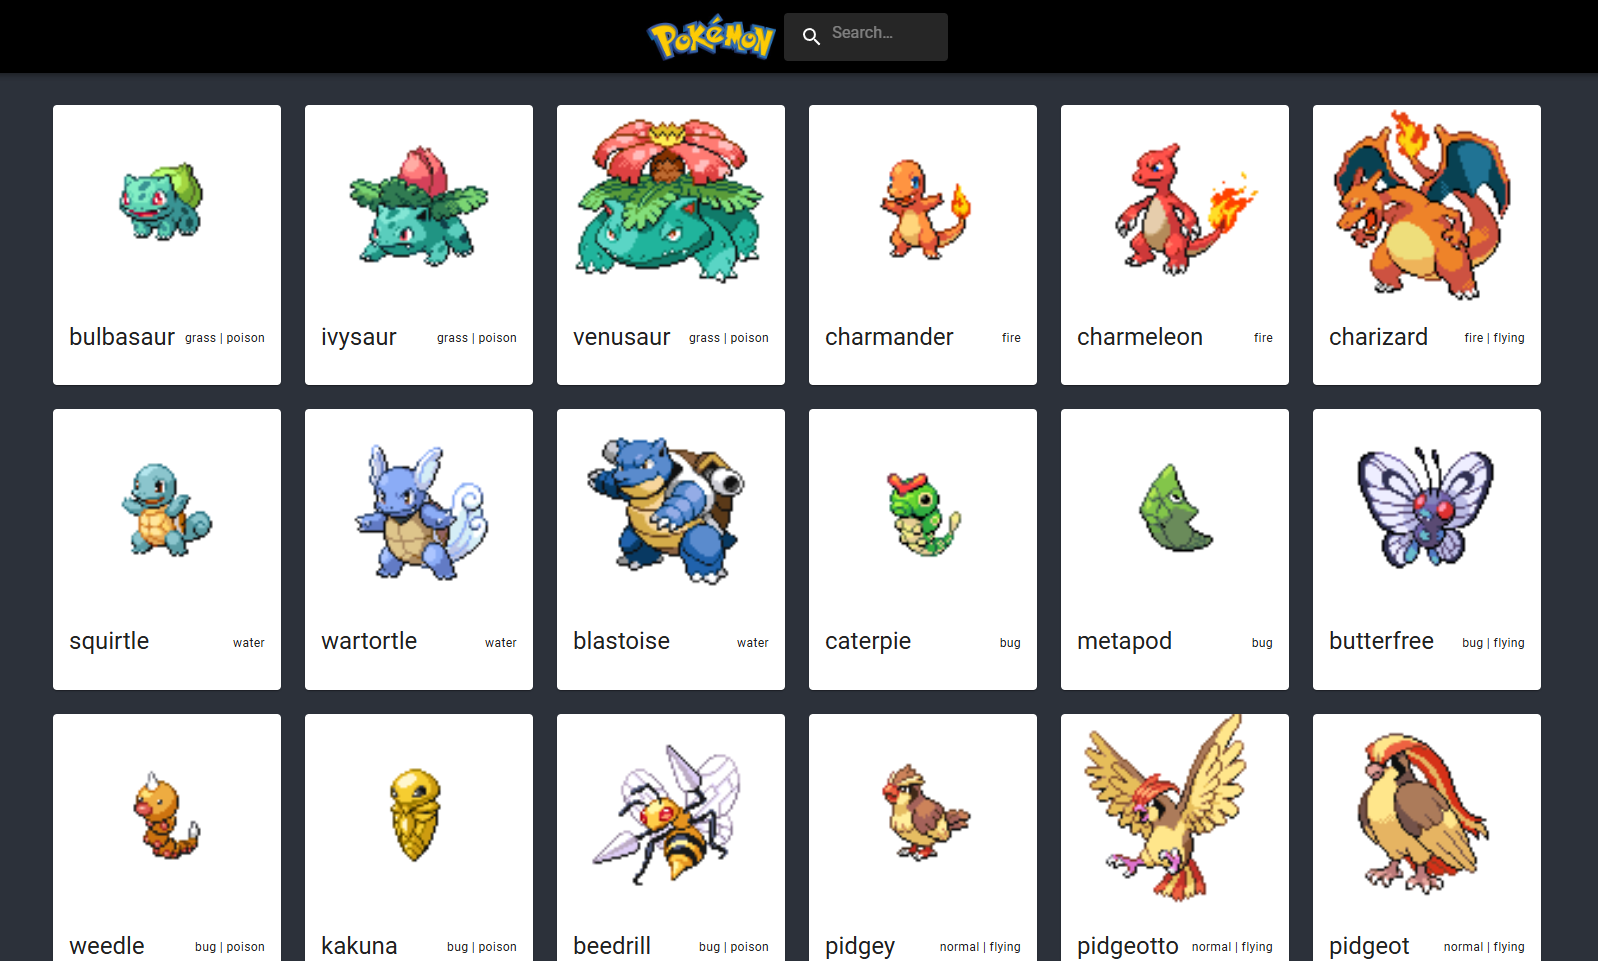 Pokémon
Search...
bulbasaur grass | poison
ivysaur grass | poison
venusaur grass | poison
charmander fire
charmeleon fire
charizard fire | flying
squirtle water
wartortle water
blastoise water
caterpie bug
metapod bug
butterfree bug | flying
weedle bug | poison
kakuna bug | poison
beedrill bug | poison
pidgey normal | flying
pidgeotto normal | flying
pidgeot normal | flying